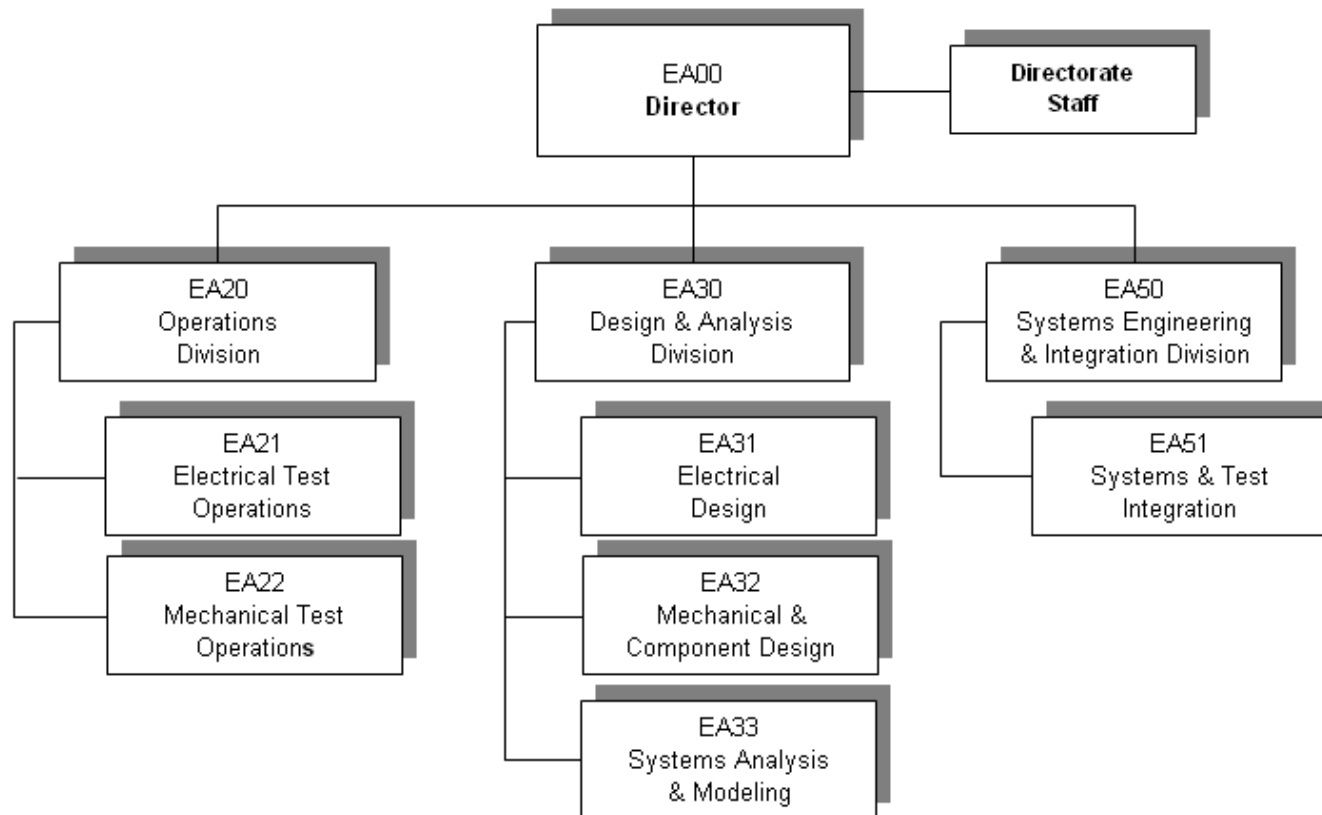 EA00
Director
Directorate
Staff
EA20
Operations
Division
EA30
Design & Analysis
Division
EA50
Systems Engineering
& Integration Division
EA21
Electrical Test
Operations
EA31
Electrical
Design
EA51
Systems & Test
Integration
EA22
Mechanical Test
Operations
EA32
Mechanical &
Component Design
EA33
Systems Analysis
& Modeling